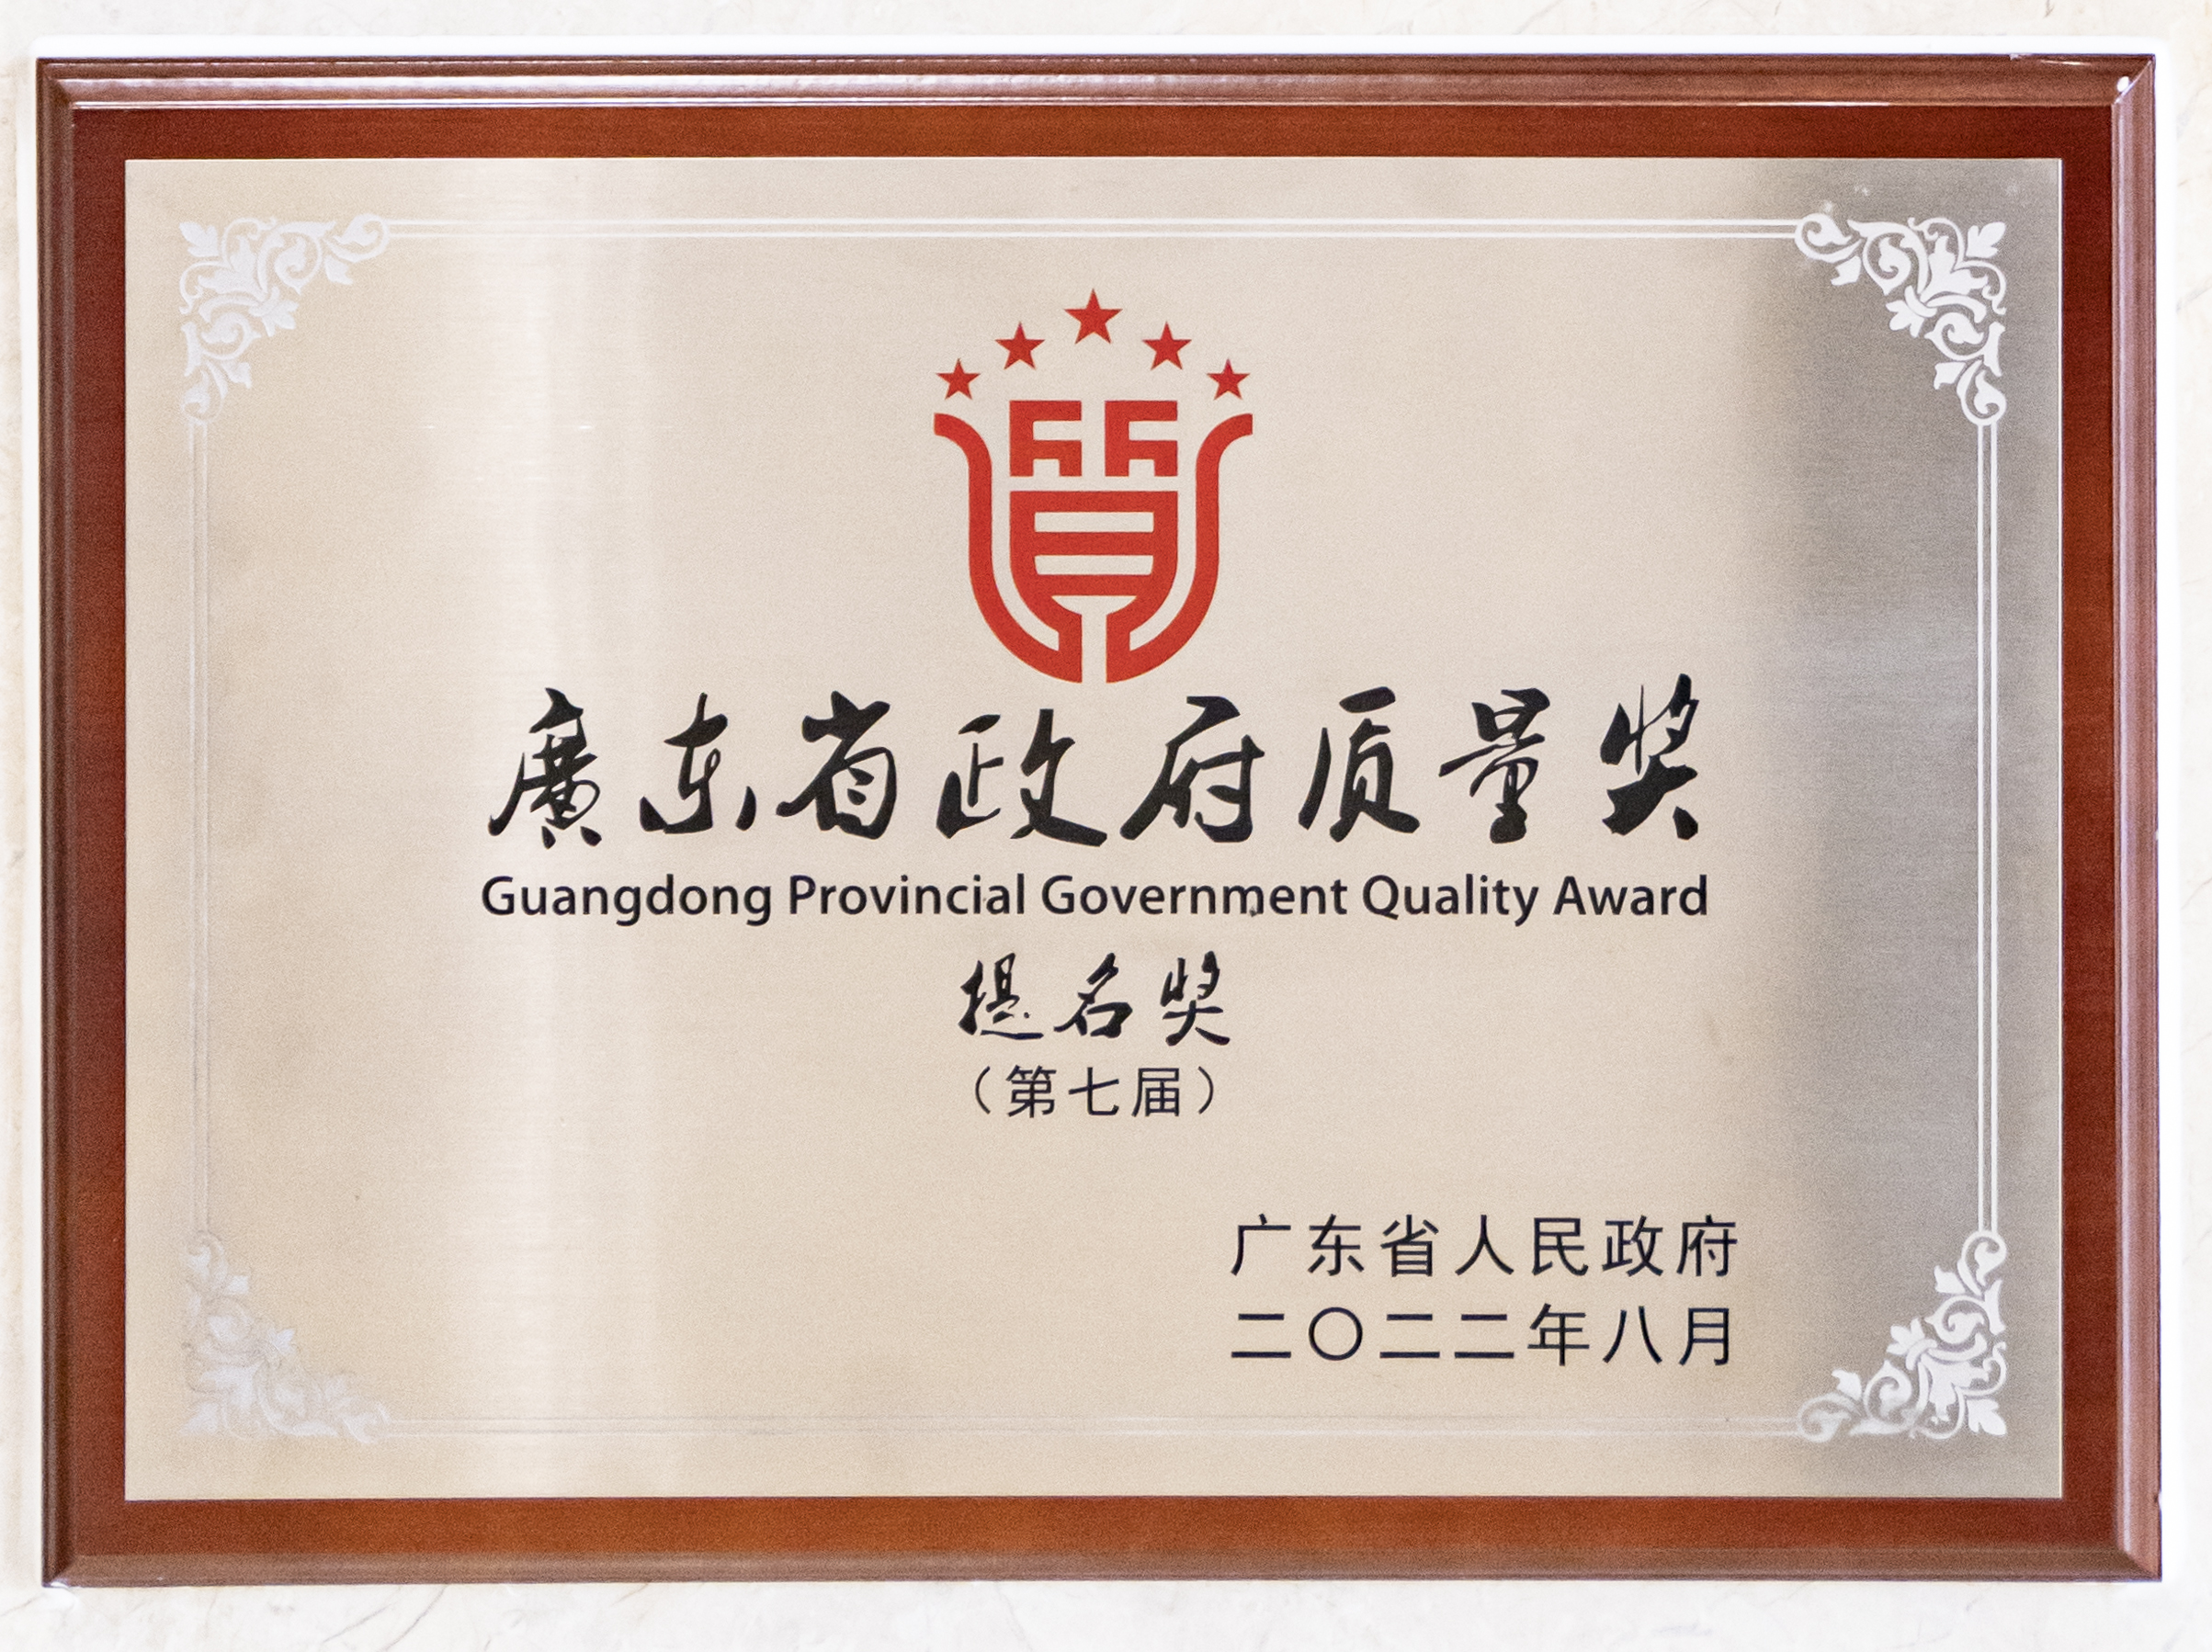 廣东省政府质量奖
Guangdong Provincial Government Quality Award
提名奖
（第七届）
广东省人民政府
二〇二二年八月